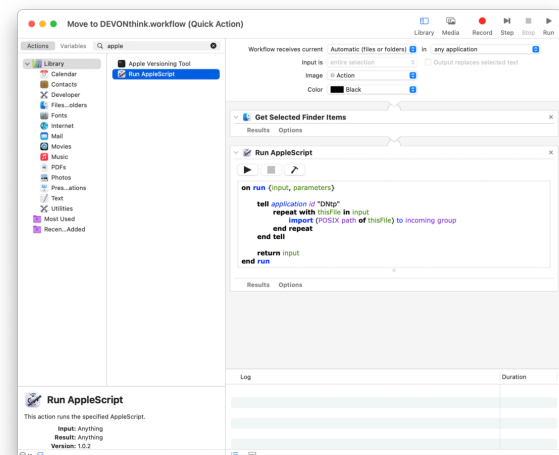 Move to DEVONthink.workflow (Quick Action)
Library
Media
Record
Step
Stop
Run
Actions
Variables
apple
Library
Calendar
Contacts
Developer
Files...olders
Fonts
Internet
Mail
Movies
Music
PDFs
Photos
Pres...ations
Text
Utilities
Most Used
Recen...Added
Apple Versioning Tool
Run AppleScript
Workflow receives current Automatic (files or folders) in any application
Input is entire selection Output replaces selected text
Image Action
Color Black
Get Selected Finder Items
Results Options
Run AppleScript
on run {input, parameters}
tell application id "DNtp"
repeat with thisFile in input
import (POSIX path of thisFile) to incoming group
end repeat
end tell
return input
end run
Results Options
Log Duration
Run AppleScript
This action runs the specified AppleScript.
Input: Anything
Result: Anything
Version: 1.0.2